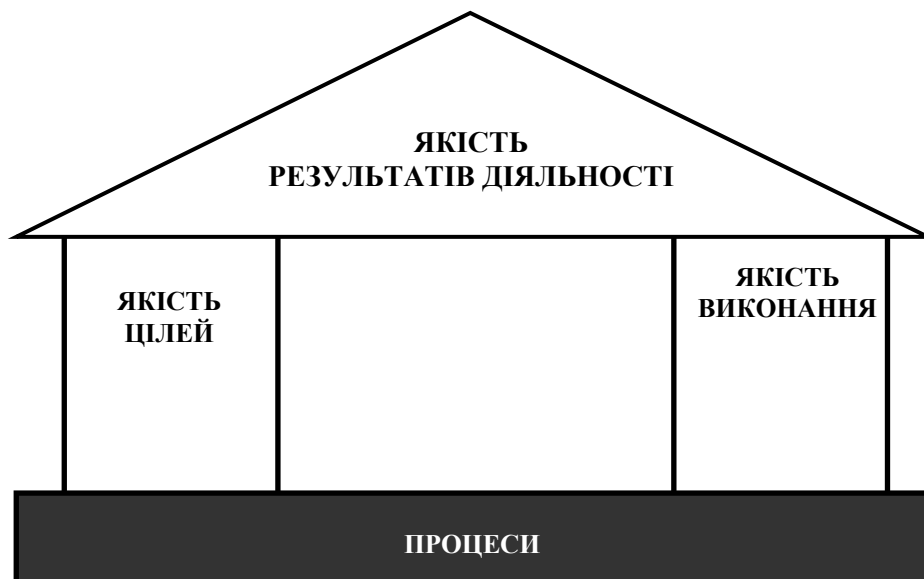 ЯКІСТЬ
РЕЗУЛЬТАТІВ ДІЯЛЬНОСТІ
ЯКІСТЬ
ЦІЛЕЙ
ЯКІСТЬ
ВИКОНАННЯ
ПРОЦЕСИ